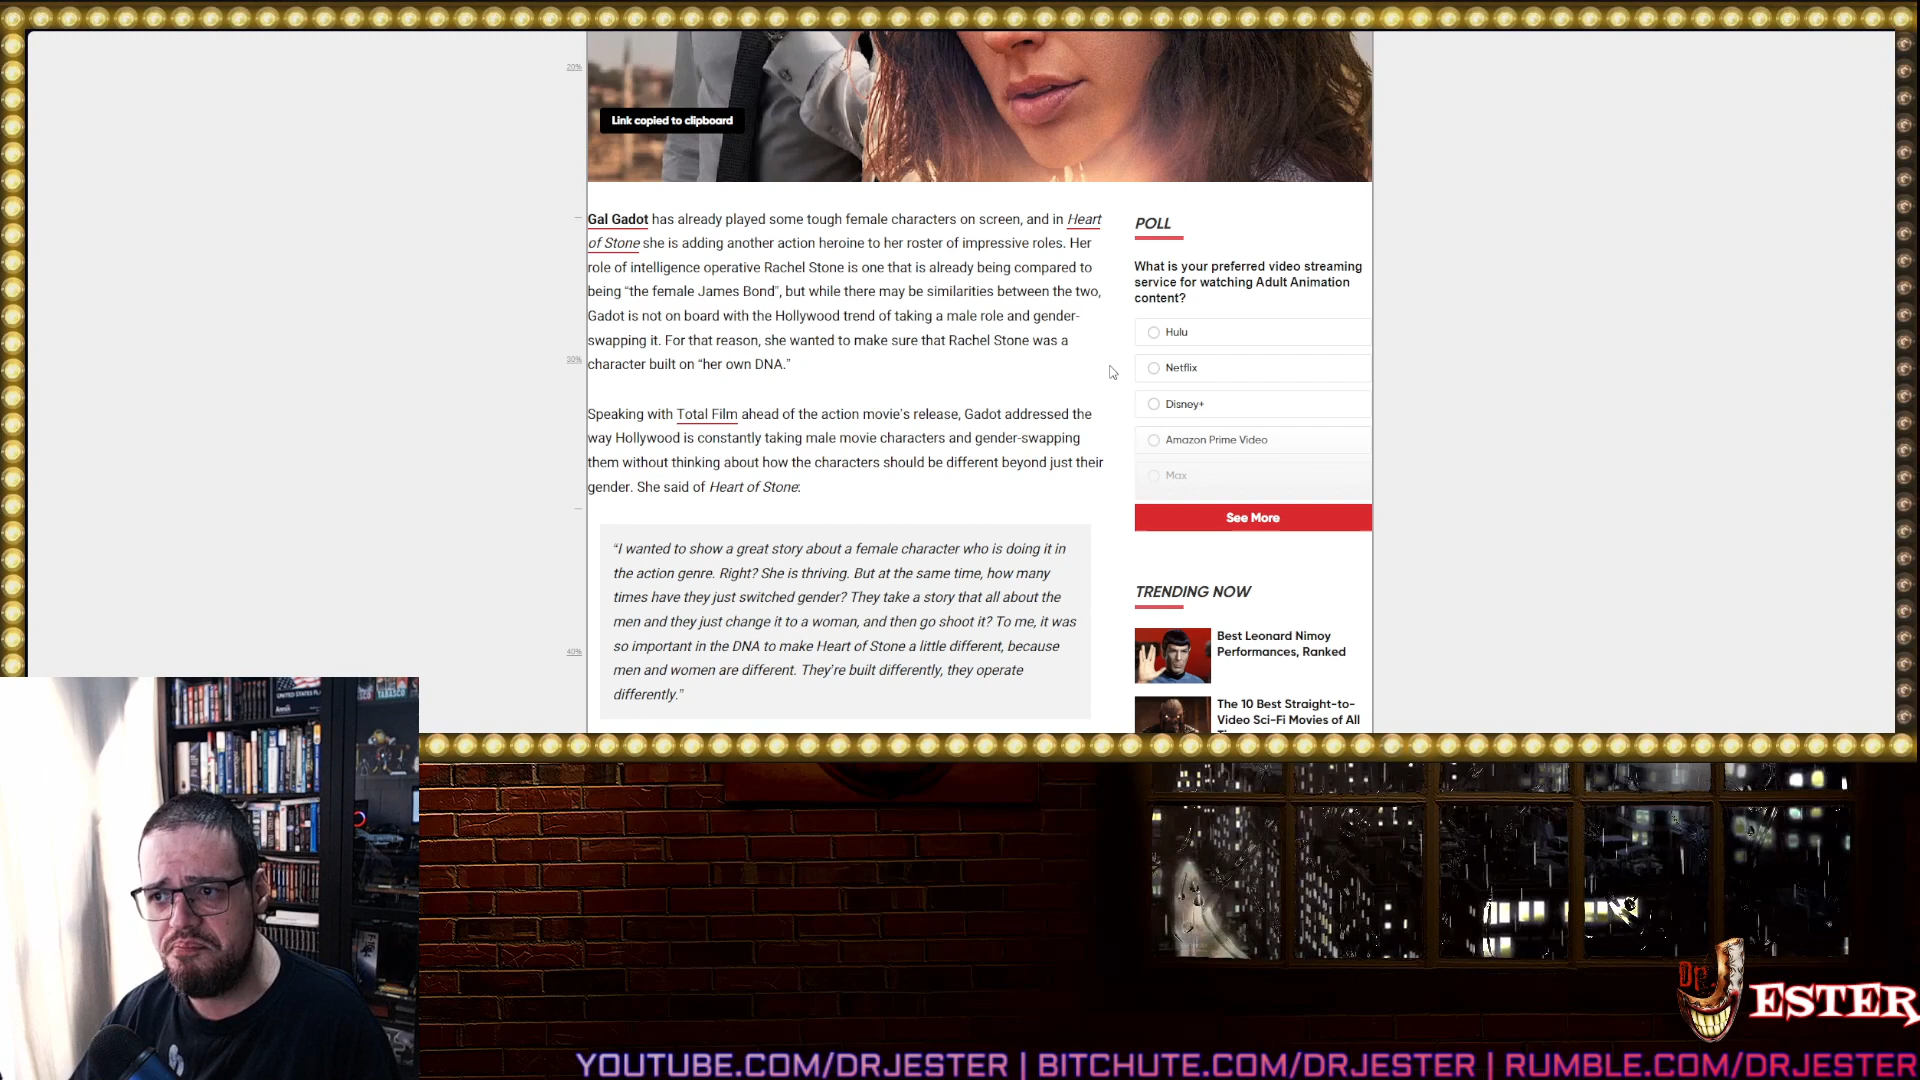 20%
Link copied to clipboard
Gal Gadot has already played some tough female characters on screen, and in Heart
of Stone she is adding another action heroine to her roster of impressive roles. Her
role of intelligence operative Rachel Stone is one that is already being compared to
being “the female James Bond”, but while there may be similarities between the two,
Gadot is not on board with the Hollywood trend of taking a male role and gender-
swapping it. For that reason, she wanted to make sure that Rachel Stone was a
30%
character built on “her own DNA.”
Speaking with Total Film ahead of the action movie’s release, Gadot addressed the
way Hollywood is constantly taking male movie characters and gender-swapping
them without thinking about how the characters should be different beyond just their
gender. She said of Heart of Stone:
“I wanted to show a great story about a female character who is doing it in
the action genre. Right? She is thriving. But at the same time, how many
times have they just switched gender? They take a story that all about the
men and they just change it to a woman, and then go shoot it? To me, it was
so important in the DNA to make Heart of Stone a little different, because
40%
men and women are different. They’re built differently, they operate
differently.”
POLL
What is your preferred video streaming
service for watching Adult Animation
content?
Hulu
Netflix
Disney+
Amazon Prime Video
Max
See More
TRENDING NOW
Best Leonard Nimoy
Performances, Ranked
The 10 Best Straight-to-
Video Sci-Fi Movies of All
UNITED STATES
TABASCO
Dr JESTER
YOUTUBE.COM/DRJESTER | BITCHUTE.COM/DRJESTER | RUMBLE.COM/DRJESTER